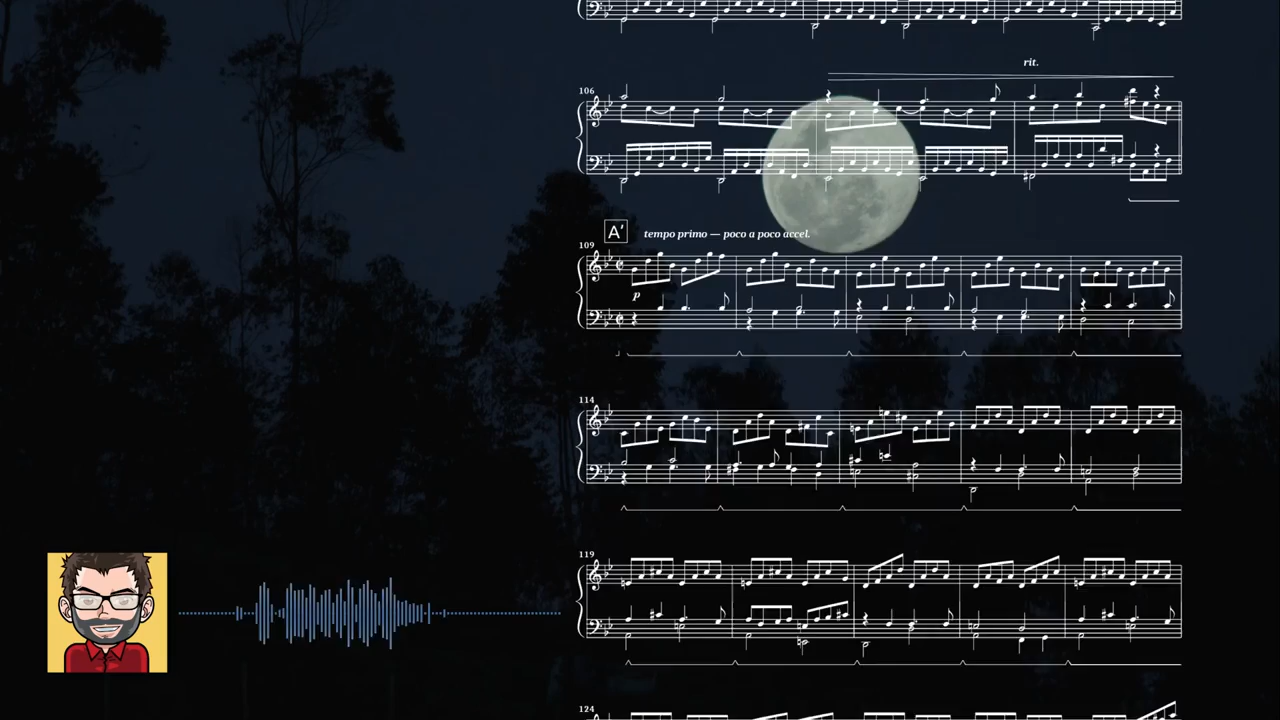 rit.
106
A′
tempo primo — poco a poco accel.
109
p
114
119
124